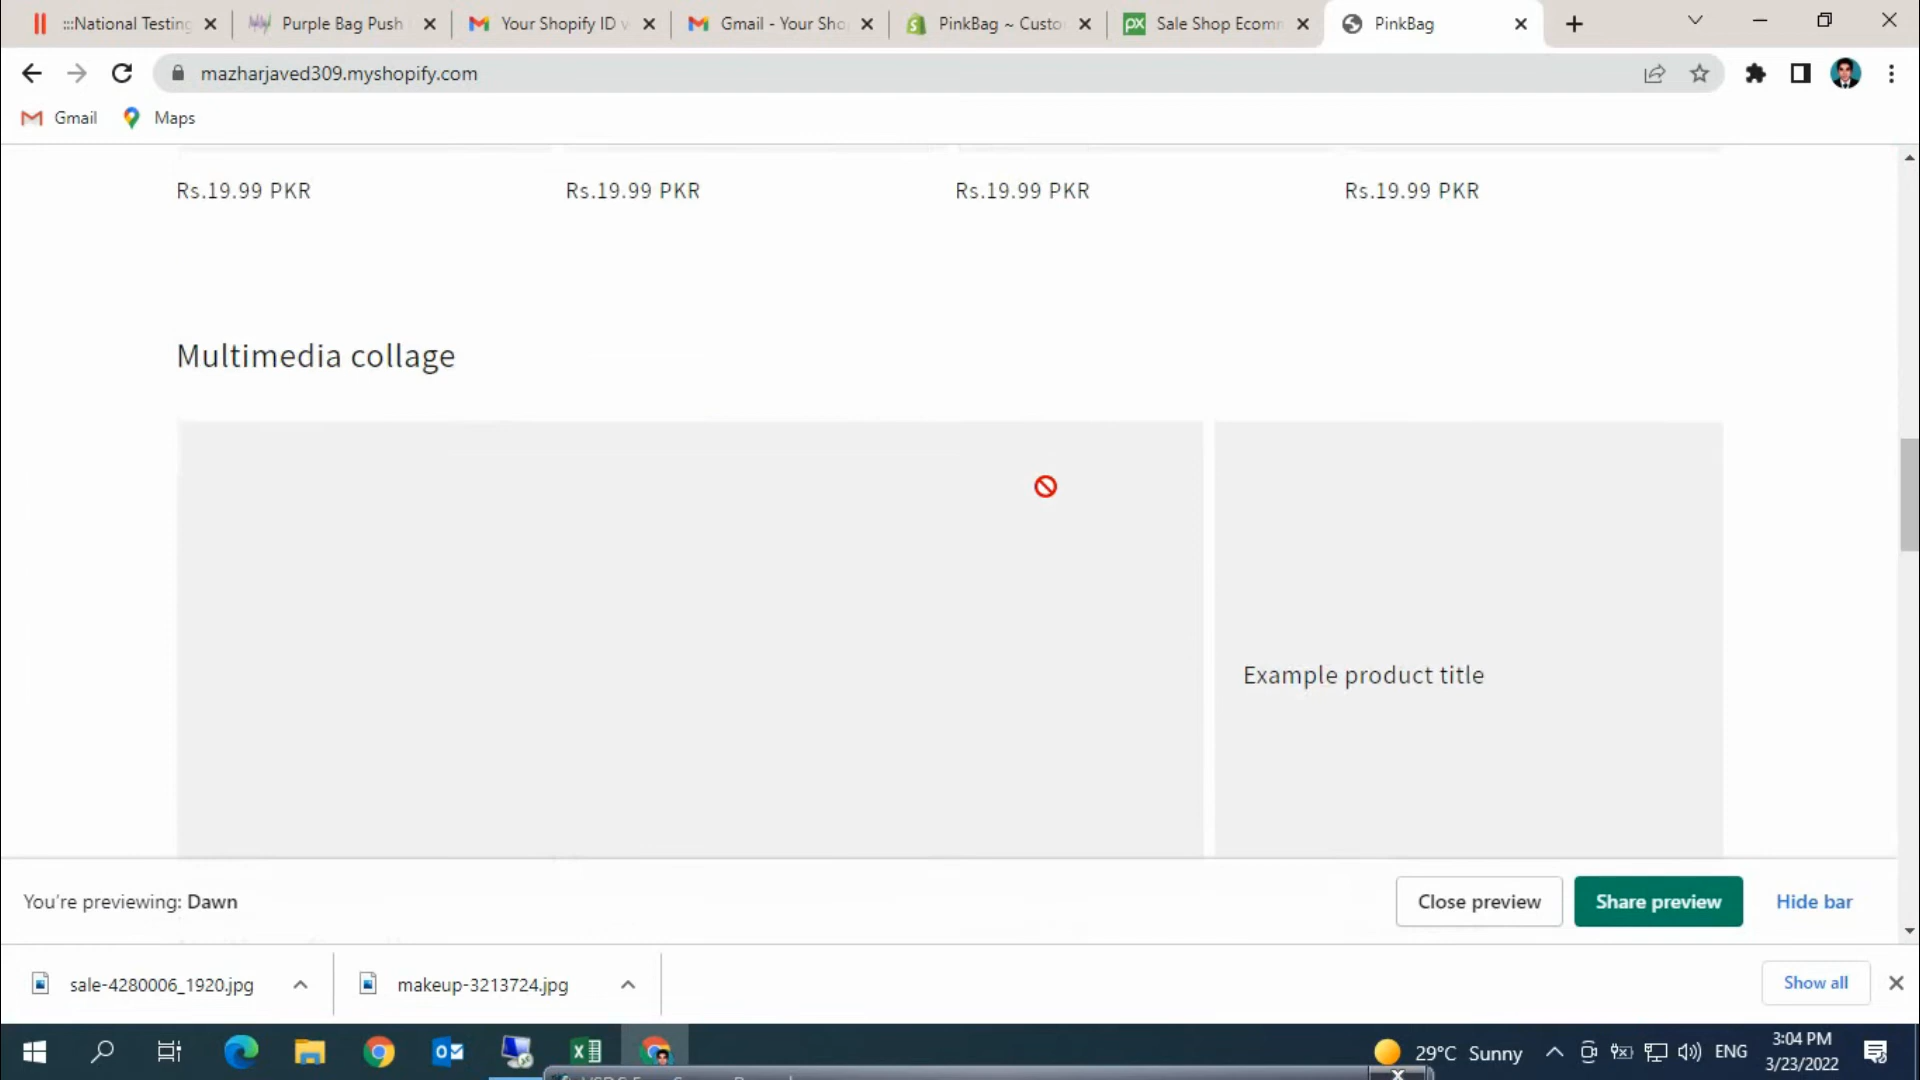 :::National Testing
Purple Bag Push
Your Shopify ID v
Gmail - Your Sho
PinkBag ~ Custo
px
Sale Shop Ecomm
PinkBag
mazharjaved309.myshopify.com
Gmail
Maps
Rs.19.99 PKR
Rs.19.99 PKR
Rs.19.99 PKR
Rs.19.99 PKR
Multimedia collage
Example product title
You're previewing: Dawn
Close preview
Share preview
Hide bar
sale-4280006_1920.jpg
makeup-3213724.jpg
Show all
29°C Sunny
ENG
3:04 PM
3/23/2022